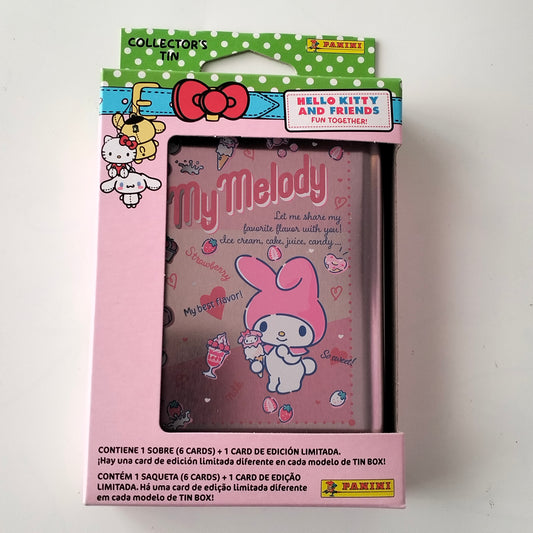 COLLECTOR'S
TIN
PANINI
HELLO KITTY
AND FRIENDS
FUN TOGETHER!
My Melody
Let me share my
favorite flavor with you!
Ice cream, cake, juice, candy...
Strawberry
My best flavor!
So sweet!
Milk
CONTIENE 1 SOBRE (6 CARDS) + 1 CARD DE EDICIÓN LIMITADA.
¡Hay una card de edición limitada diferente en cada modelo de TIN BOX!
CONTÉM 1 SAQUETA (6 CARDS) + 1 CARD DE EDIÇÃO
LIMITADA. Há uma card de edição limitada diferente
em cada modelo de TIN BOX!
PANINI